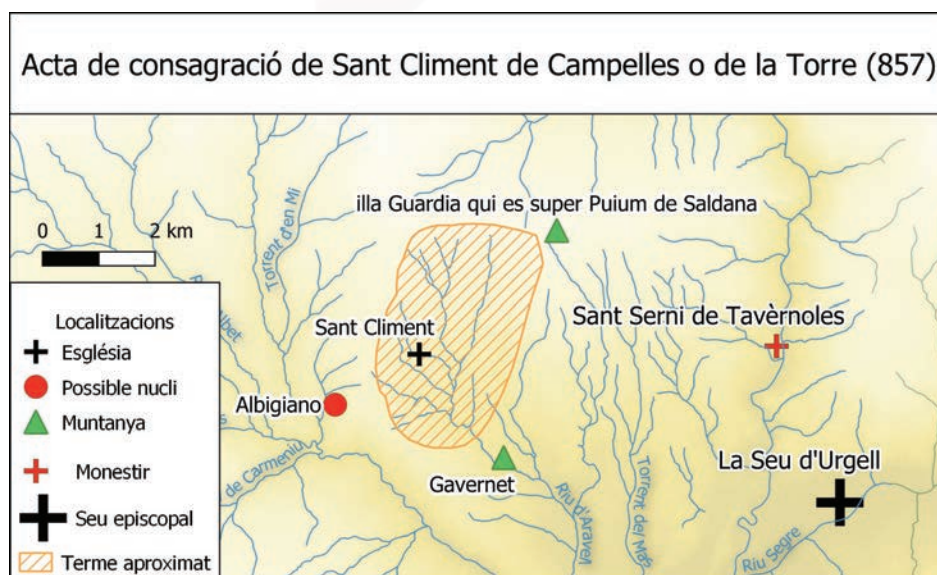 Acta de consagració de Sant Climent de Campelles o de la Torre (857)
illa Guardia qui es super Puium de Saldana
0 1 2 km
Torrent d'en Mi
Sant Serni de Tavèrnoles
Sant Climent
Albigiano
Gavernet
La Seu d'Urgell
de Carmeniu
Riu d'Aravell
Torrent del Mas
Riu Segre
Localitzacions
Església
Possible nucli
Muntanya
Monestir
Seu episcopal
Terme aproximat